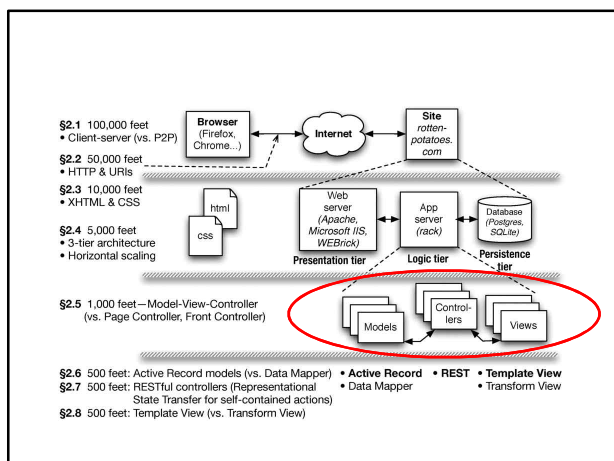 §2.1 100,000 feet
• Client-server (vs. P2P)
§2.2 50,000 feet
• HTTP & URIs
§2.3 10,000 feet
• XHTML & CSS
§2.4 5,000 feet
• 3-tier architecture
• Horizontal scaling
§2.5 1,000 feet—Model-View-Controller
(vs. Page Controller, Front Controller)
§2.6 500 feet: Active Record models (vs. Data Mapper)
§2.7 500 feet: RESTful controllers (Representational
State Transfer for self-contained actions)
§2.8 500 feet: Template View (vs. Transform View)
Browser
(Firefox,
Chrome...)
Internet
Site
rotten-
potatoes.
com
html
css
Web
server
(Apache,
Microsoft IIS,
WEBrick)
Presentation tier
App
server
(rack)
Logic tier
Database
(Postgres,
SQLite)
Persistence
tier
Models
Control-
lers
Views
• Active Record
• Data Mapper
• REST
• Template View
• Transform View